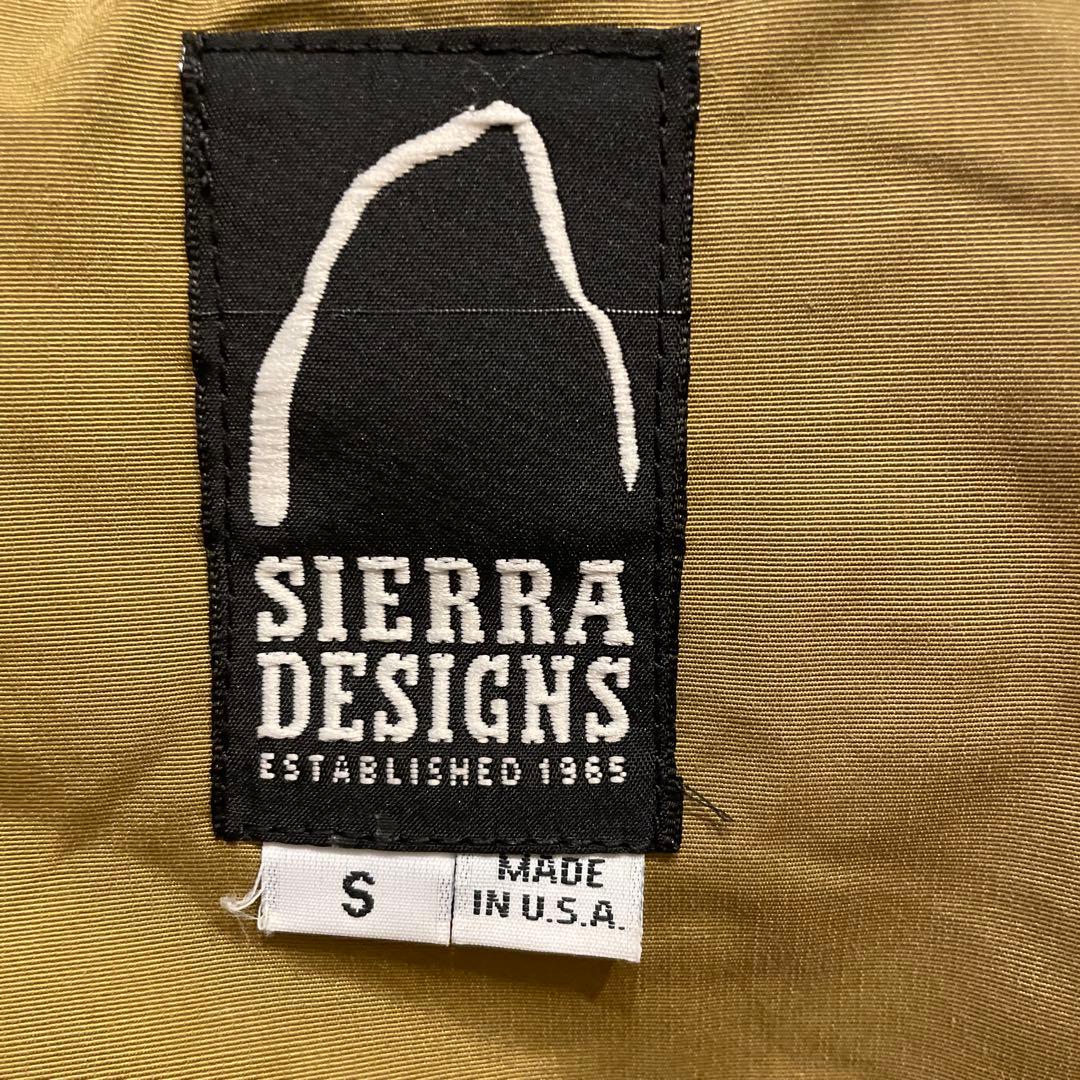 SIERRA
DESIGNS
ESTABLISHED 1965
S
MADE
IN U.S.A.